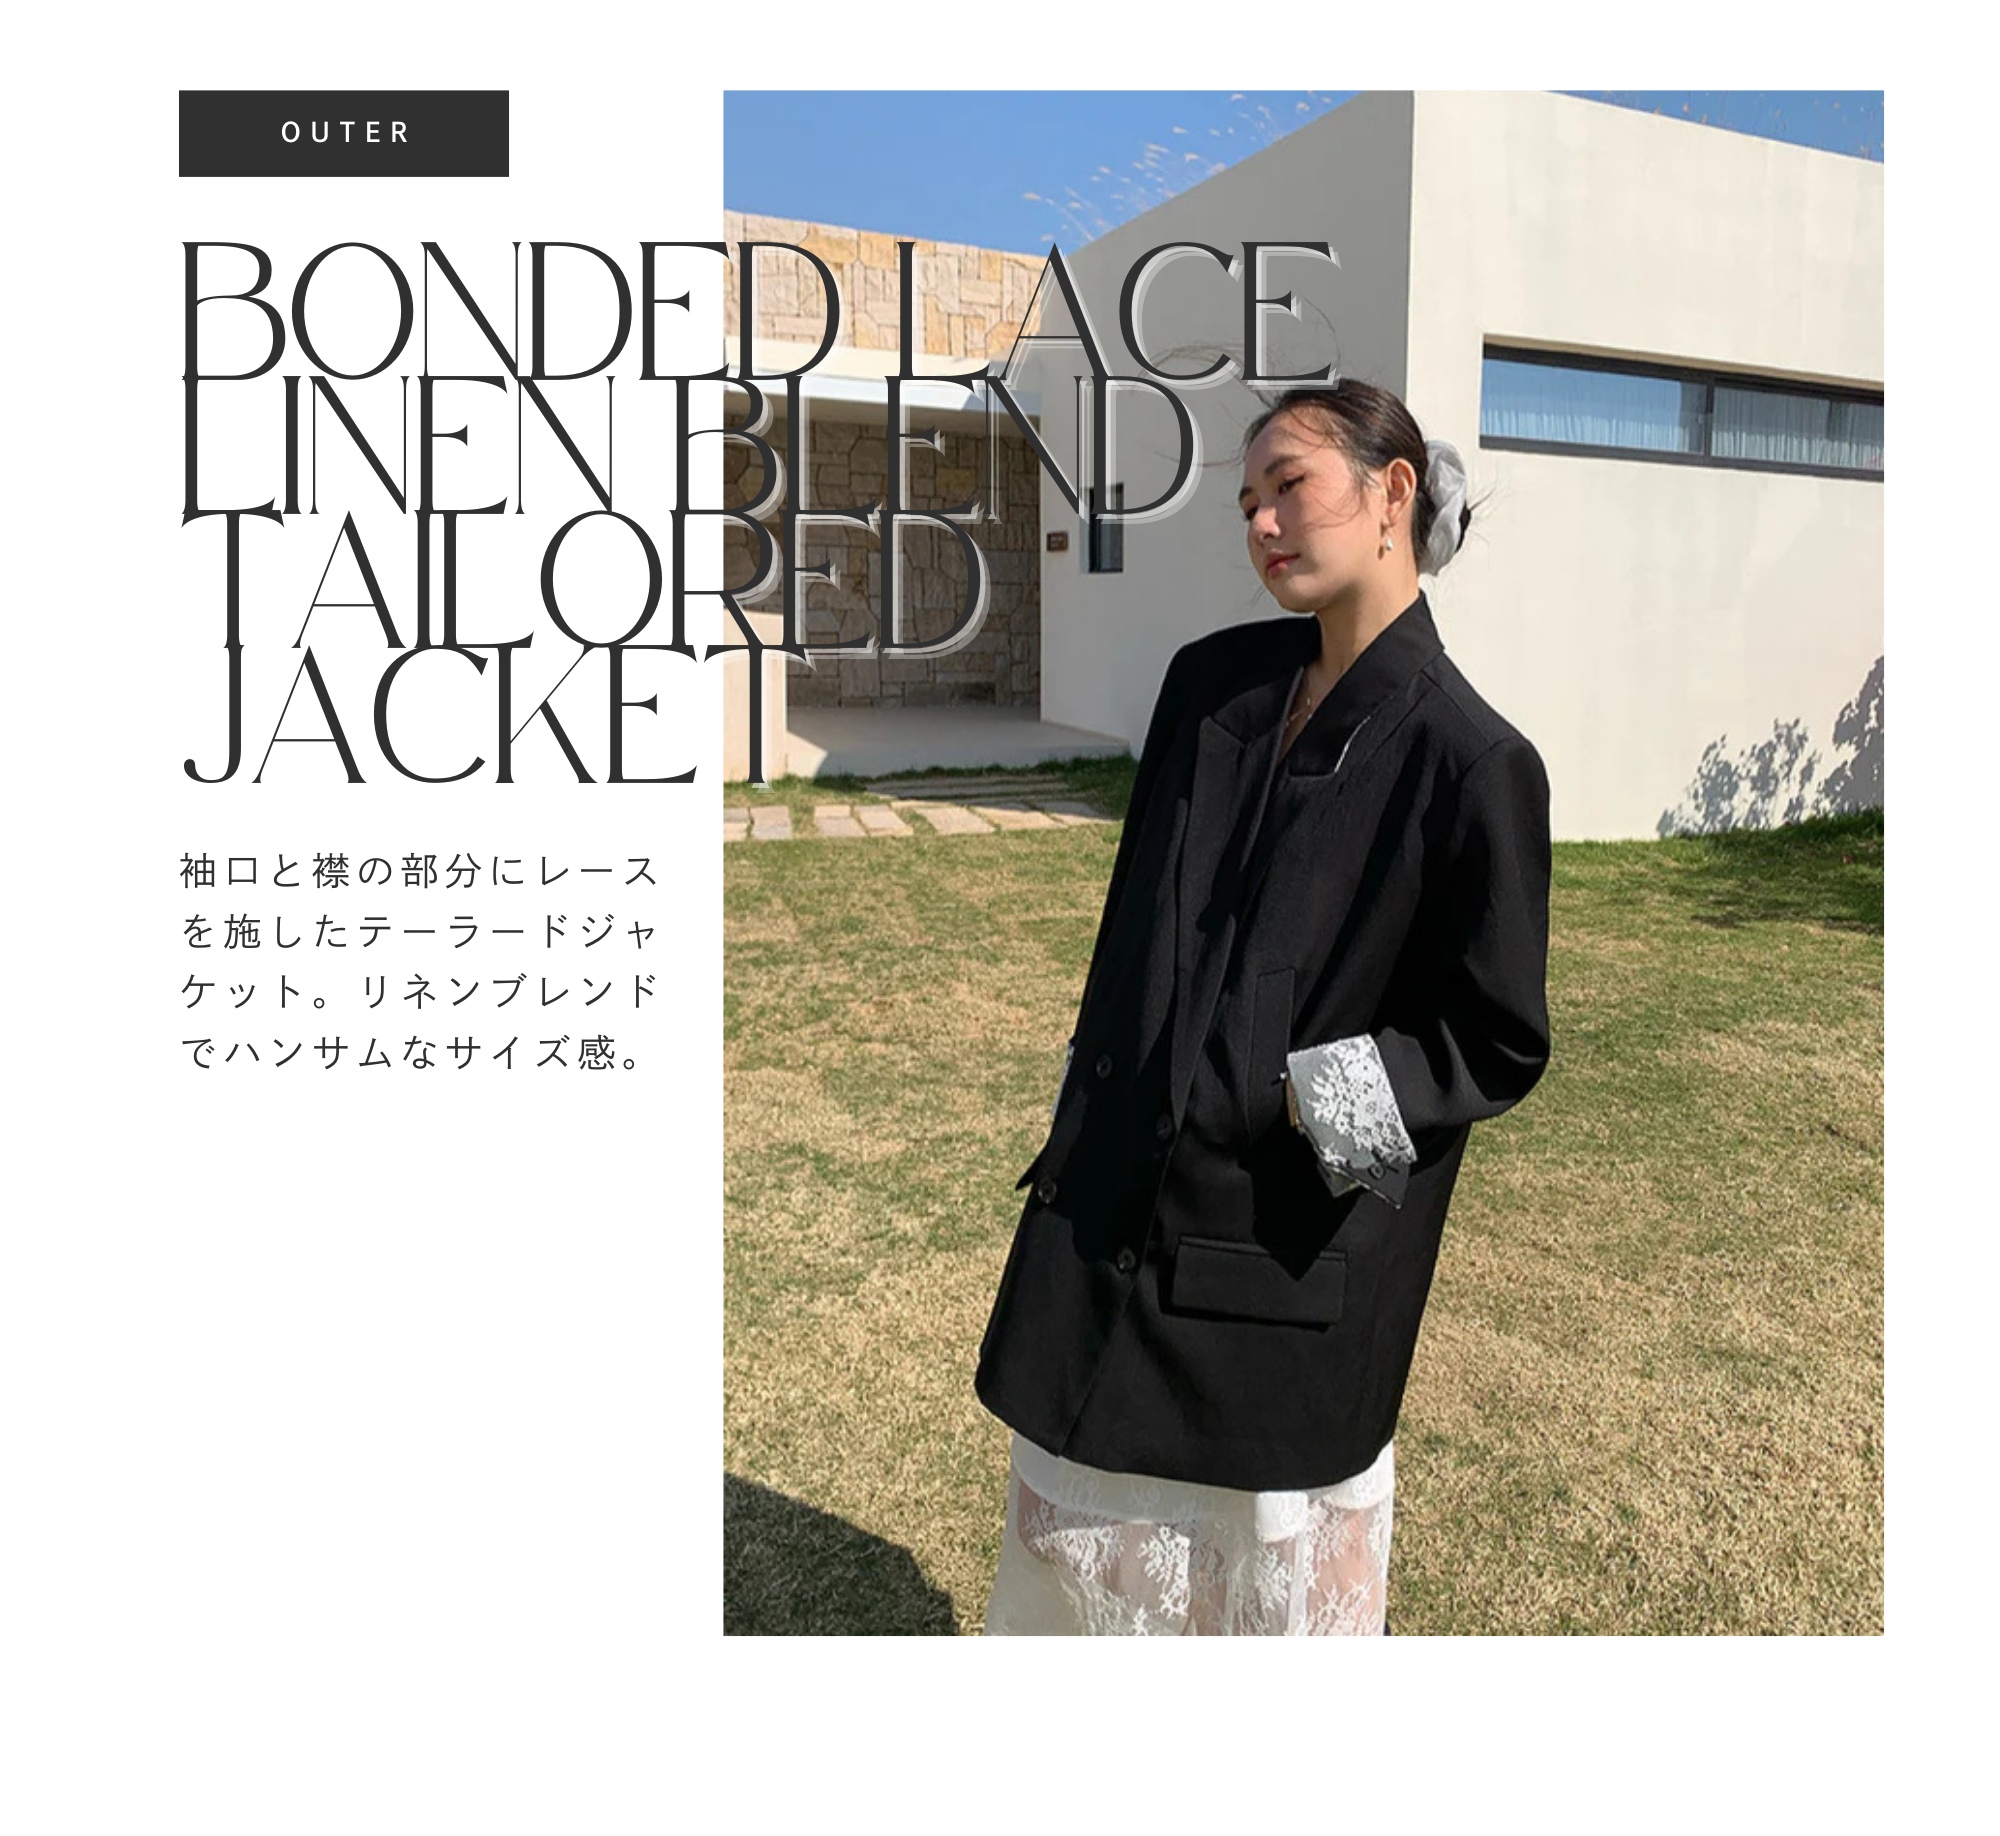 OUTER
BONDED LACE
LINEN BLEND
TAILORED
JACKET
袖口と襟の部分にレース
を施したテーラードジャ
ケット。リネンブレンド
でハンサムなサイズ感。